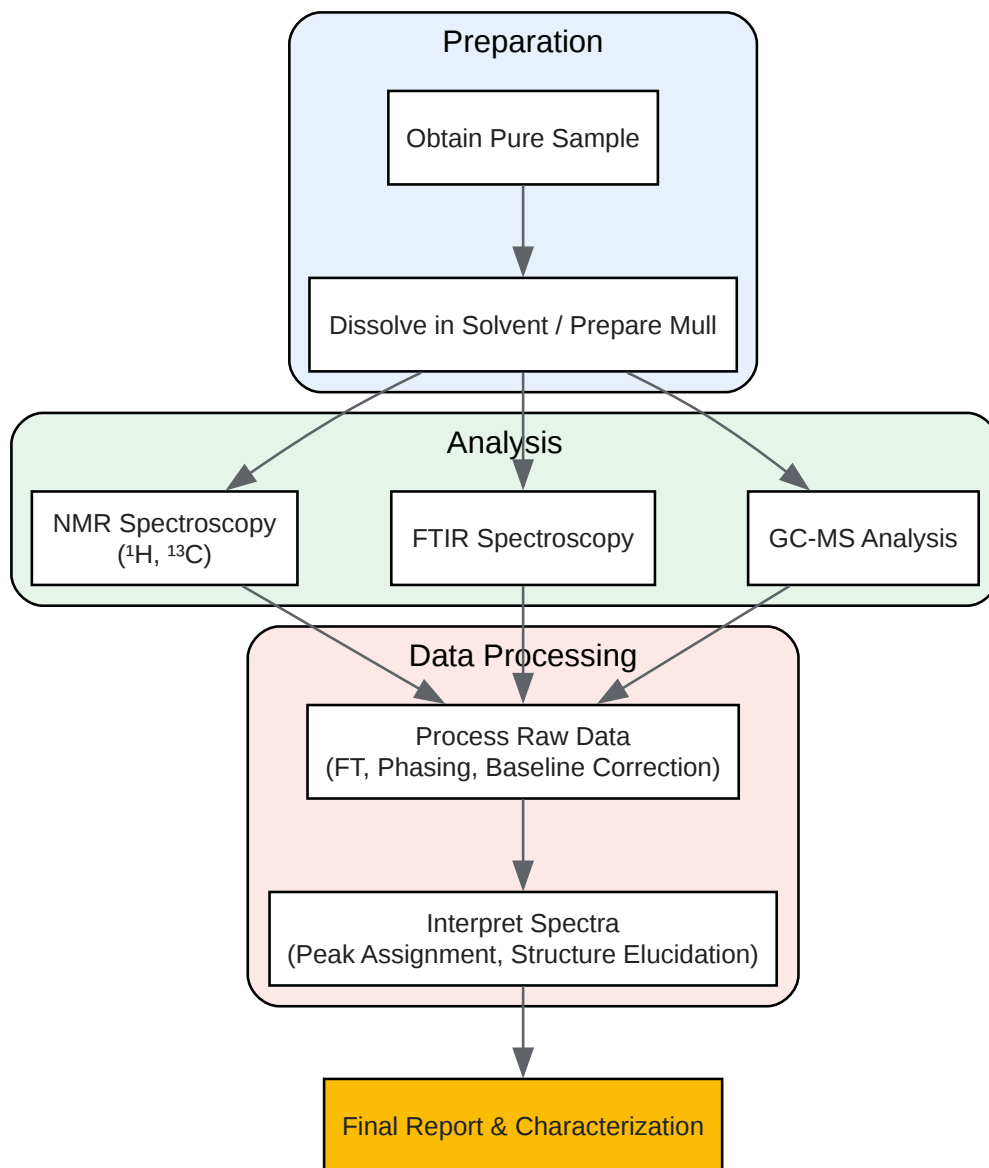 Preparation
Obtain Pure Sample
Dissolve in Solvent / Prepare Mull
Analysis
NMR Spectroscopy
(¹H, ¹³C)
FTIR Spectroscopy
GC-MS Analysis
Data Processing
Process Raw Data
(FT, Phasing, Baseline Correction)
Interpret Spectra
(Peak Assignment, Structure Elucidation)
Final Report & Characterization